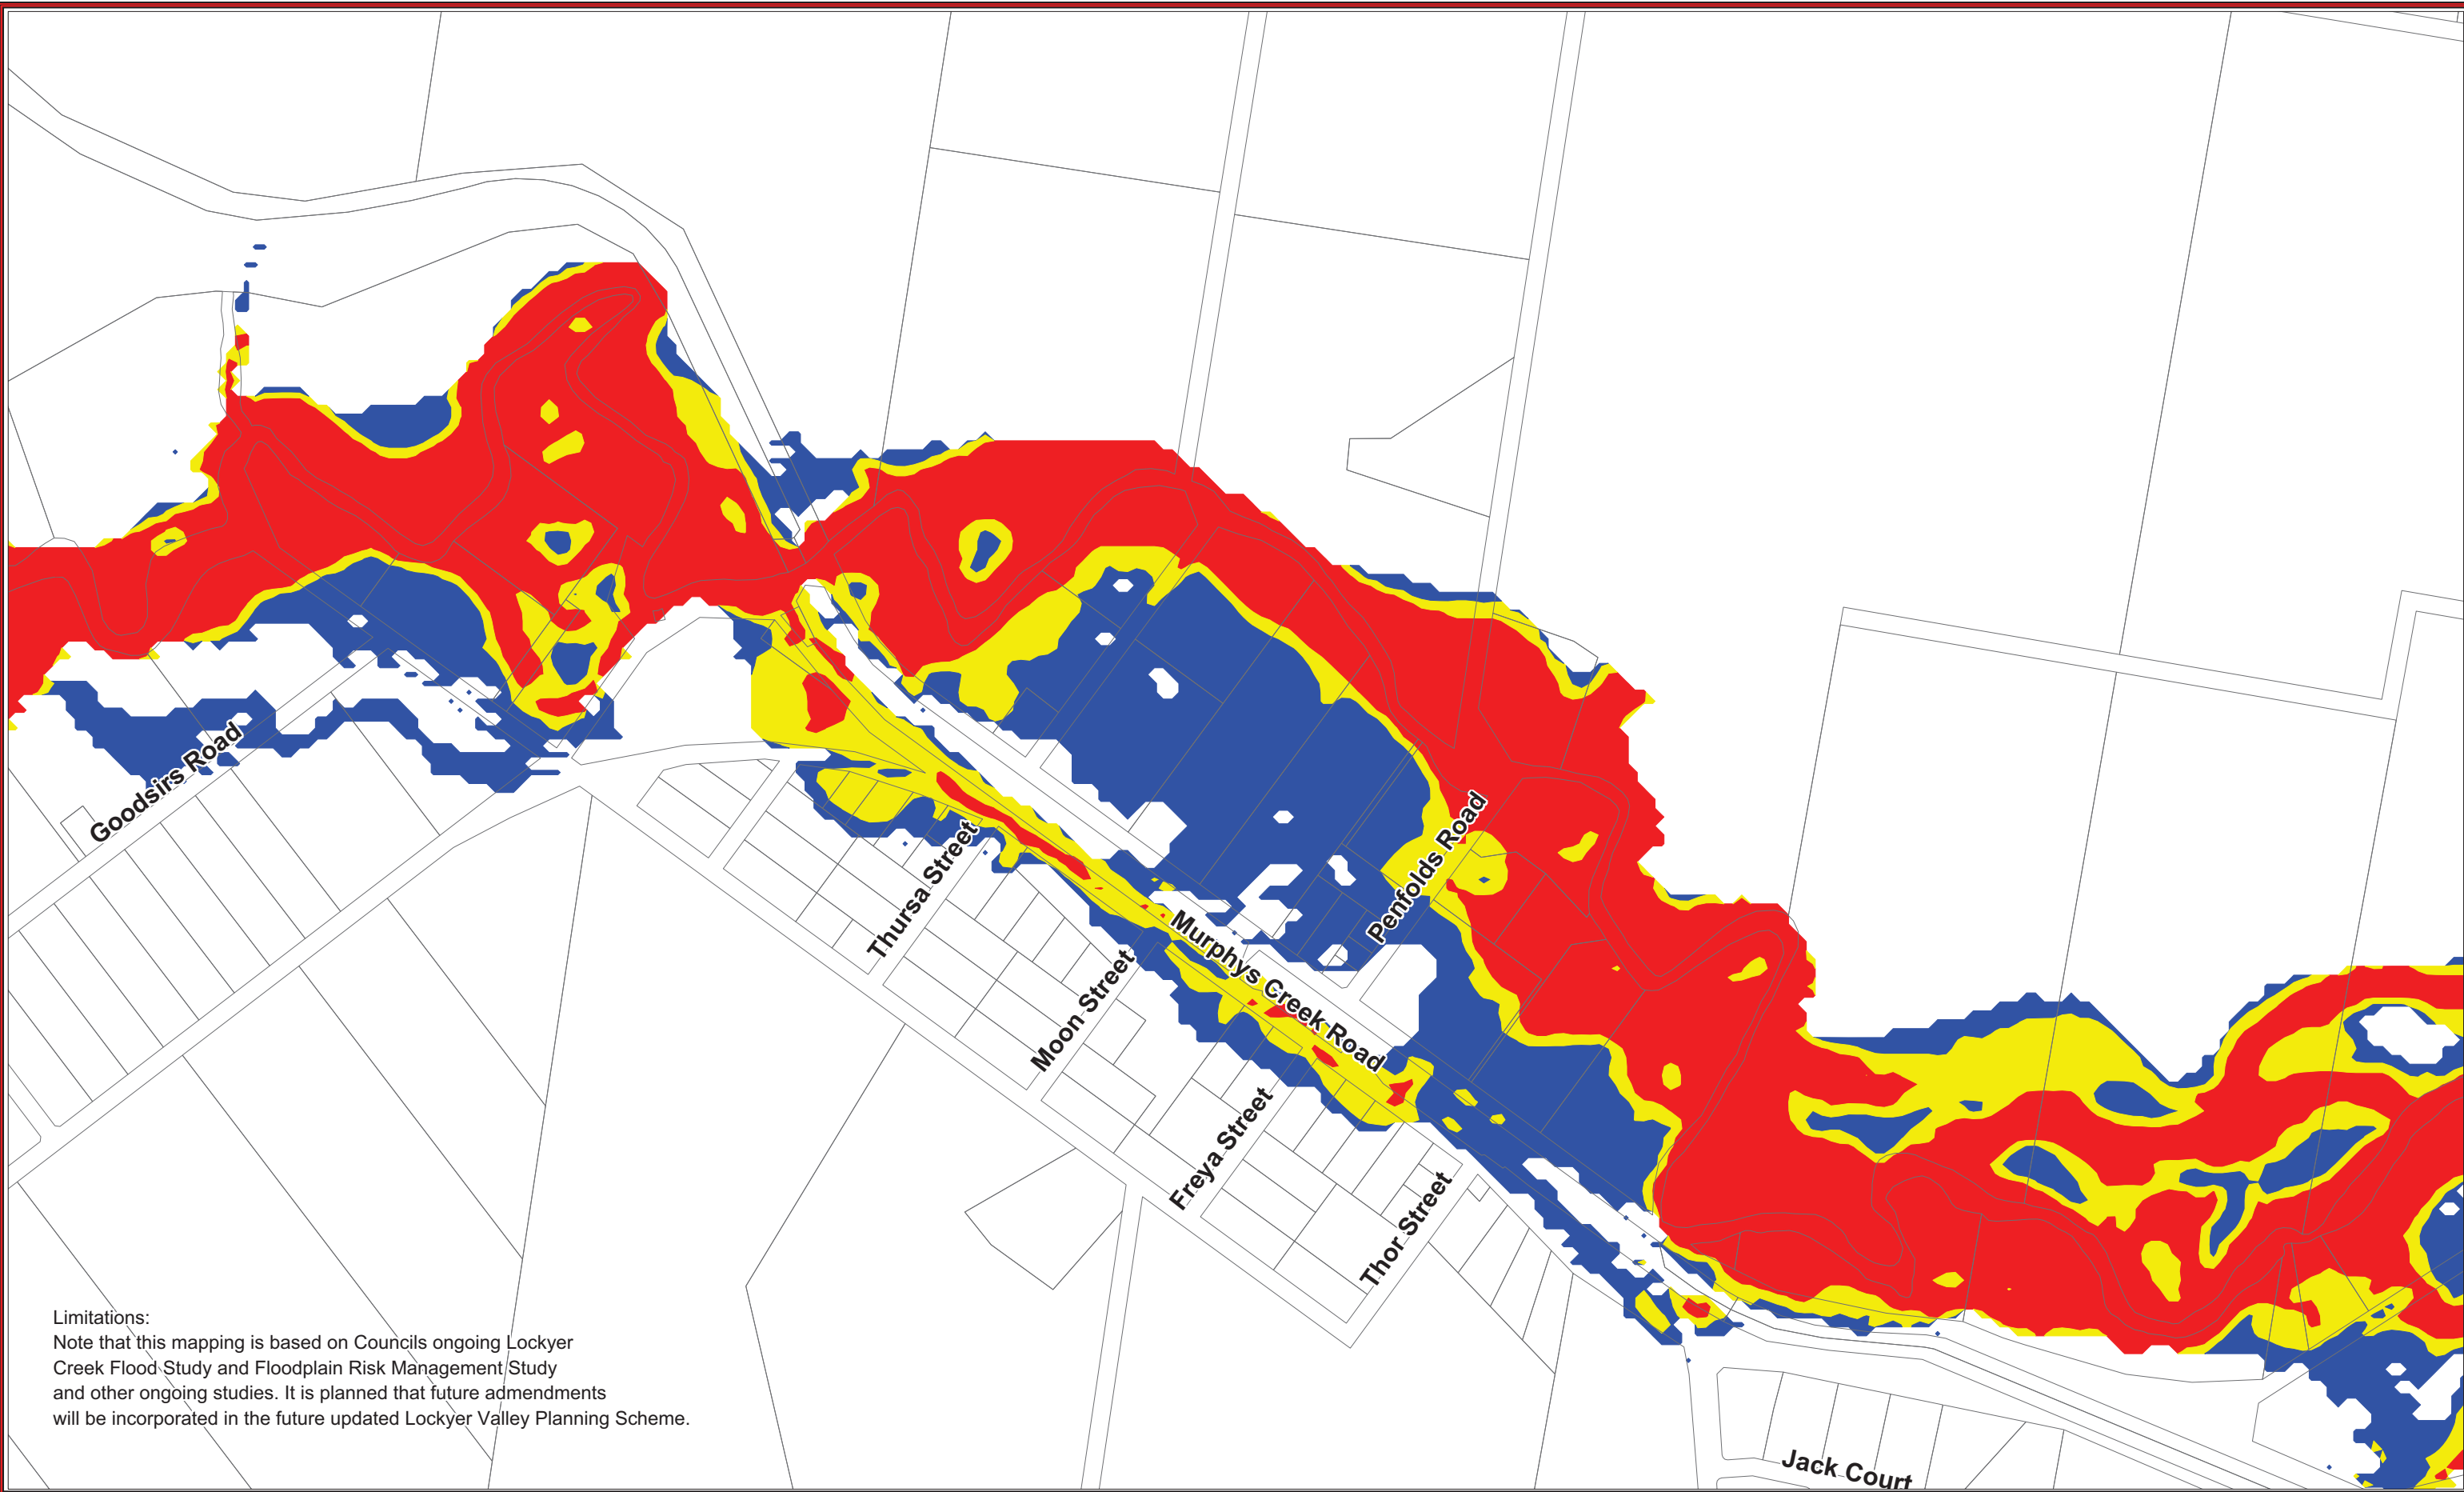 Goodsirs Road
Thursa Street
Moon Street
Murphys Creek Road
Penfolds Road
Freya Street
Thor Street
Jack Court
Limitations:
Note that this mapping is based on Councils ongoing Lockyer
Creek Flood Study and Floodplain Risk Management Study
and other ongoing studies. It is planned that future admendments
will be incorporated in the future updated Lockyer Valley Planning Scheme.